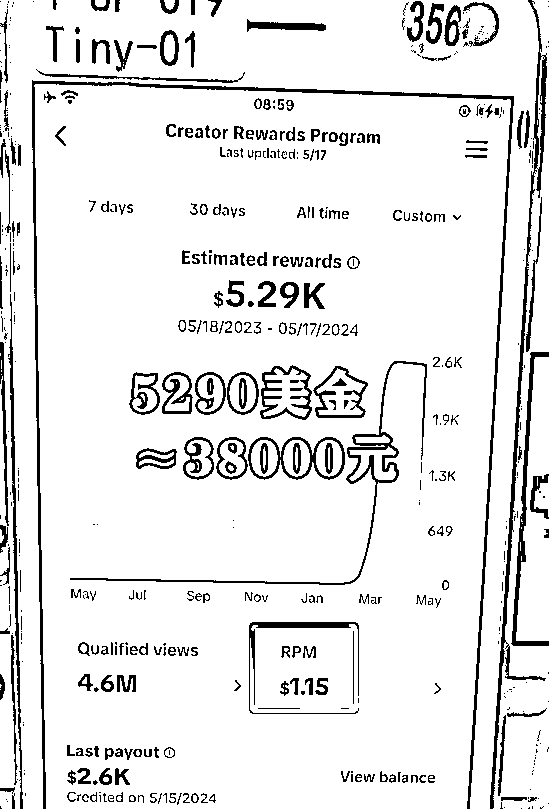 Tiny-01
356
08:59
Creator Rewards Program
Last updated: 5/17
7 days 30 days All time Custom
Estimated rewards
$5.29K
05/18/2023 - 05/17/2024
5290美金
≈38000元
2.6K
1.9K
1.3K
649
0
May Jul Sep Nov Jan Mar May
Qualified views
4.6M
RPM
$1.15
Last payout
$2.6K
View balance
Credited on 5/15/2024